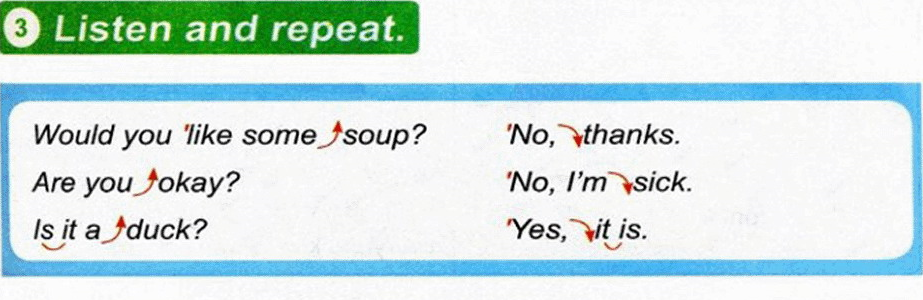 3 Listen and repeat.
Would you 'like some soup? 'No, thanks.
Are you okay? 'No, I'm sick.
Is it a duck? 'Yes, it is.